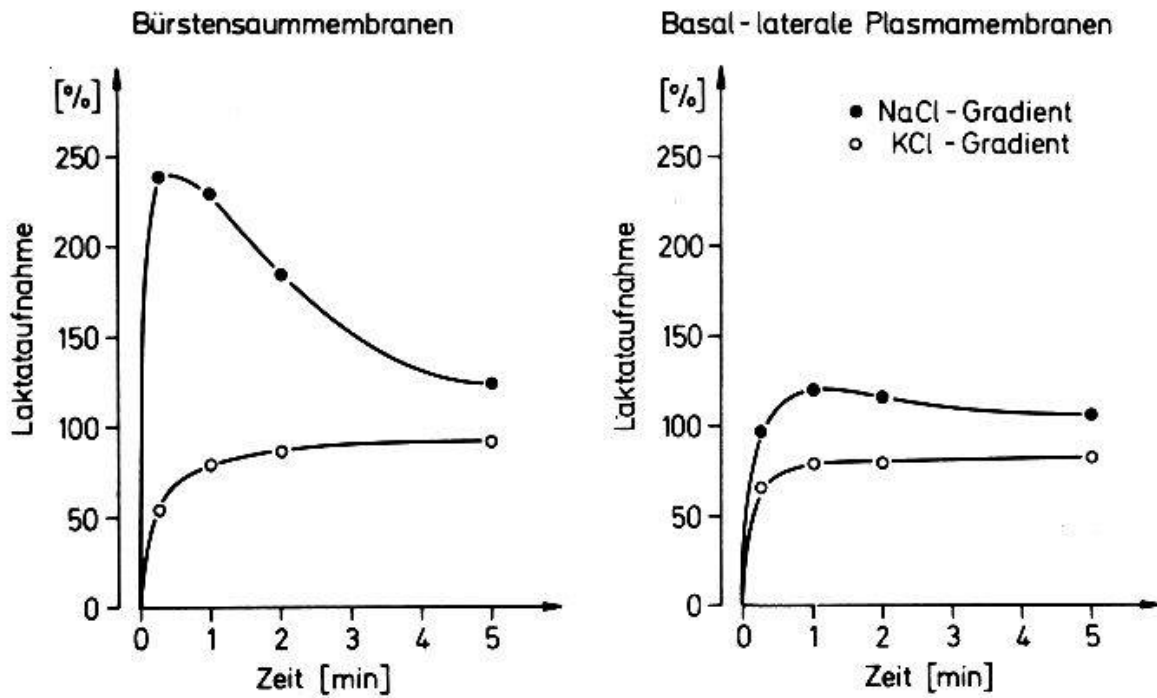 Bürstensaummembranen
[%]
250
200
150
100
50
0
Laktataufnahme
0 1 2 3 4 5
Zeit [min]
Basal-laterale Plasmamembranen
[%]
● NaCl-Gradient
○ KCl-Gradient
250
200
150
100
50
0
Laktataufnahme
0 1 2 3 4 5
Zeit [min]